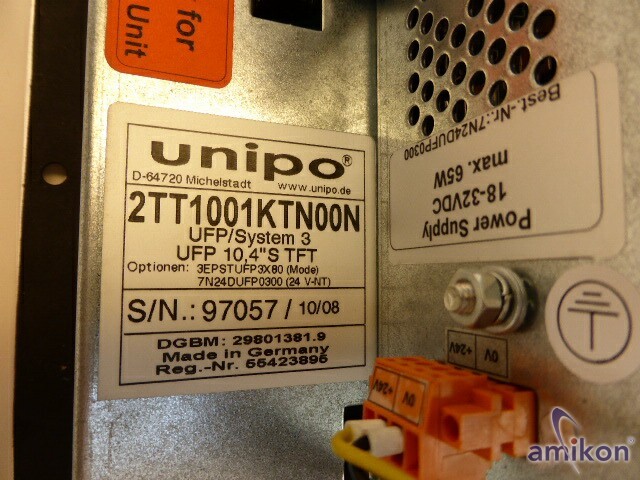 for
Unit
unipo®
D-64720 Michelstadt www.unipo.de
2TT1001KTN00N
UFP/System 3
UFP 10,4"S TFT
Optionen: 3EPSTUFP3X80 (Mode)
7N24DUFP0300 (24 V-NT)
S/N.: 97057 / 10/08
DGBM: 29801381.9
Made in Germany
Reg.-Nr. 55423895
Power Supply
18-32VDC
max. 65W
Best.-Nr.:7N24DUFP0300
+24V 0V
+24V 0V
amikon